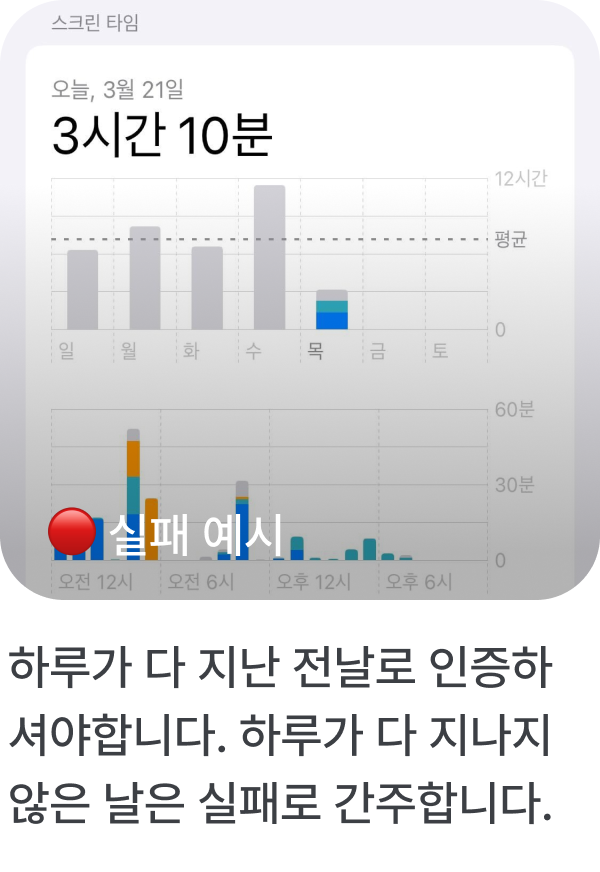 스크린 타임
오늘, 3월 21일
3시간 10분
12시간
평균
0
일 월 화 수 목 금 토
60분
30분
0
🔴 실패 예시
오전 12시 오전 6시 오후 12시 오후 6시
하루가 다 지난 전날로 인증하
셔야합니다. 하루가 다 지나지
않은 날은 실패로 간주합니다.